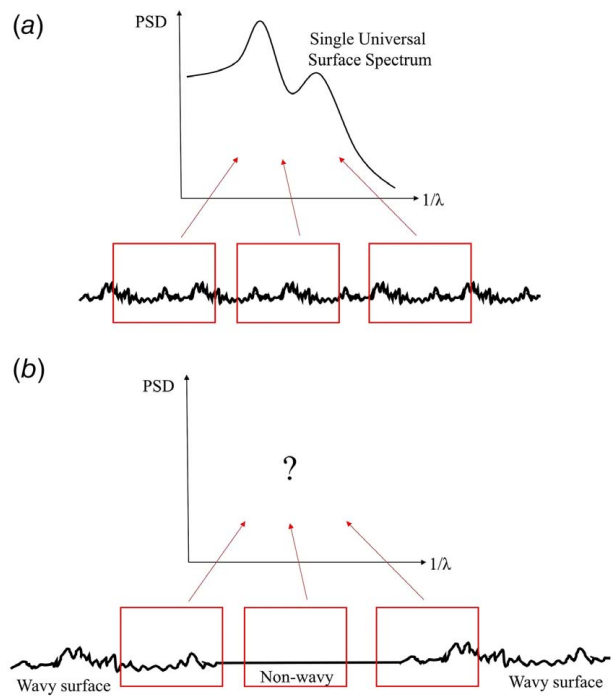 (a)
PSD
Single Universal
Surface Spectrum
1/λ
(b)
PSD
?
1/λ
Wavy surface
Non-wavy
Wavy surface